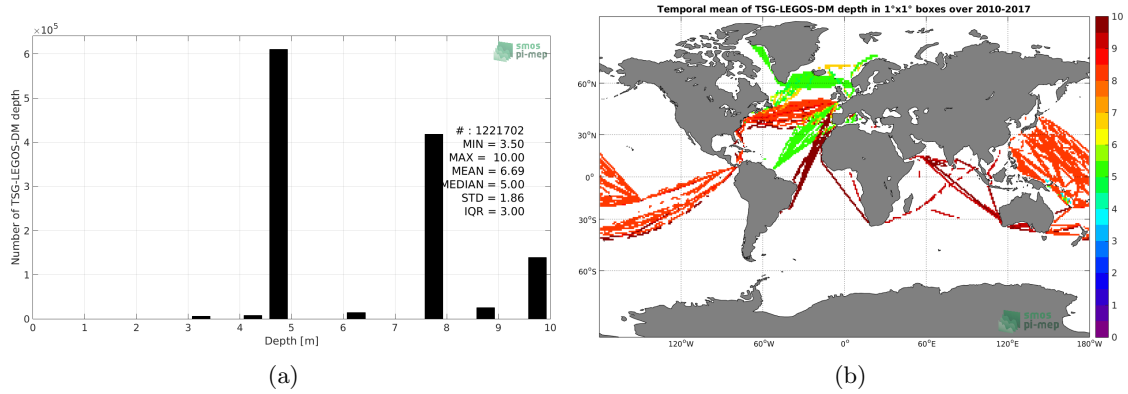 ×10⁵
smos
pi-mep
6
5
4
3
2
1
0
Number of TSG-LEGOS-DM depth
# : 1221702
MIN = 3.50
MAX = 10.00
MEAN = 6.69
MEDIAN = 5.00
STD = 1.86
IQR = 3.00
0 1 2 3 4 5 6 7 8 9 10
Depth [m]
(a)
Temporal mean of TSG-LEGOS-DM depth in 1°x1° boxes over 2010-2017
60°N
30°N
0°
30°S
60°S
120°W 60°W 0° 60°E 120°E 180°W
smos
pi-mep
10
9
8
7
6
5
4
3
2
1
0
(b)